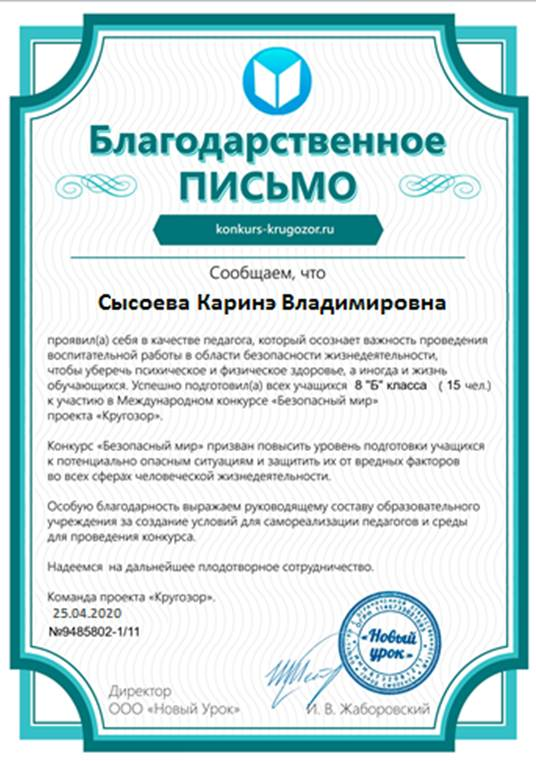 Благодарственное
ПИСЬМО
konkurs-krugozor.ru
Сообщаем, что
Сысоева Каринэ Владимировна
проявил(а) себя в качестве педагога, который осознает важность проведения
воспитательной работы в области безопасности жизнедеятельности,
чтобы уберечь психическое и физическое здоровье, а иногда и жизнь
обучающихся. Успешно подготовил(а) всех учащихся 8 "Б" класса ( 15 чел.)
к участию в Международном конкурсе «Безопасный мир»
проекта «Кругозор».
Конкурс «Безопасный мир» призван повысить уровень подготовки учащихся
к потенциально опасным ситуациям и защитить их от вредных факторов
во всех сферах человеческой жизнедеятельности.
Особую благодарность выражаем руководящему составу образовательного
учреждения за создание условий для самореализации педагогов и среды
для проведения конкурса.
Надеемся на дальнейшее плодотворное сотрудничество.
Команда проекта «Кругозор».
25.04.2020
№9485802-1/11
«Новый
урок»
Директор
ООО «Новый Урок»
И. В. Жаборовский